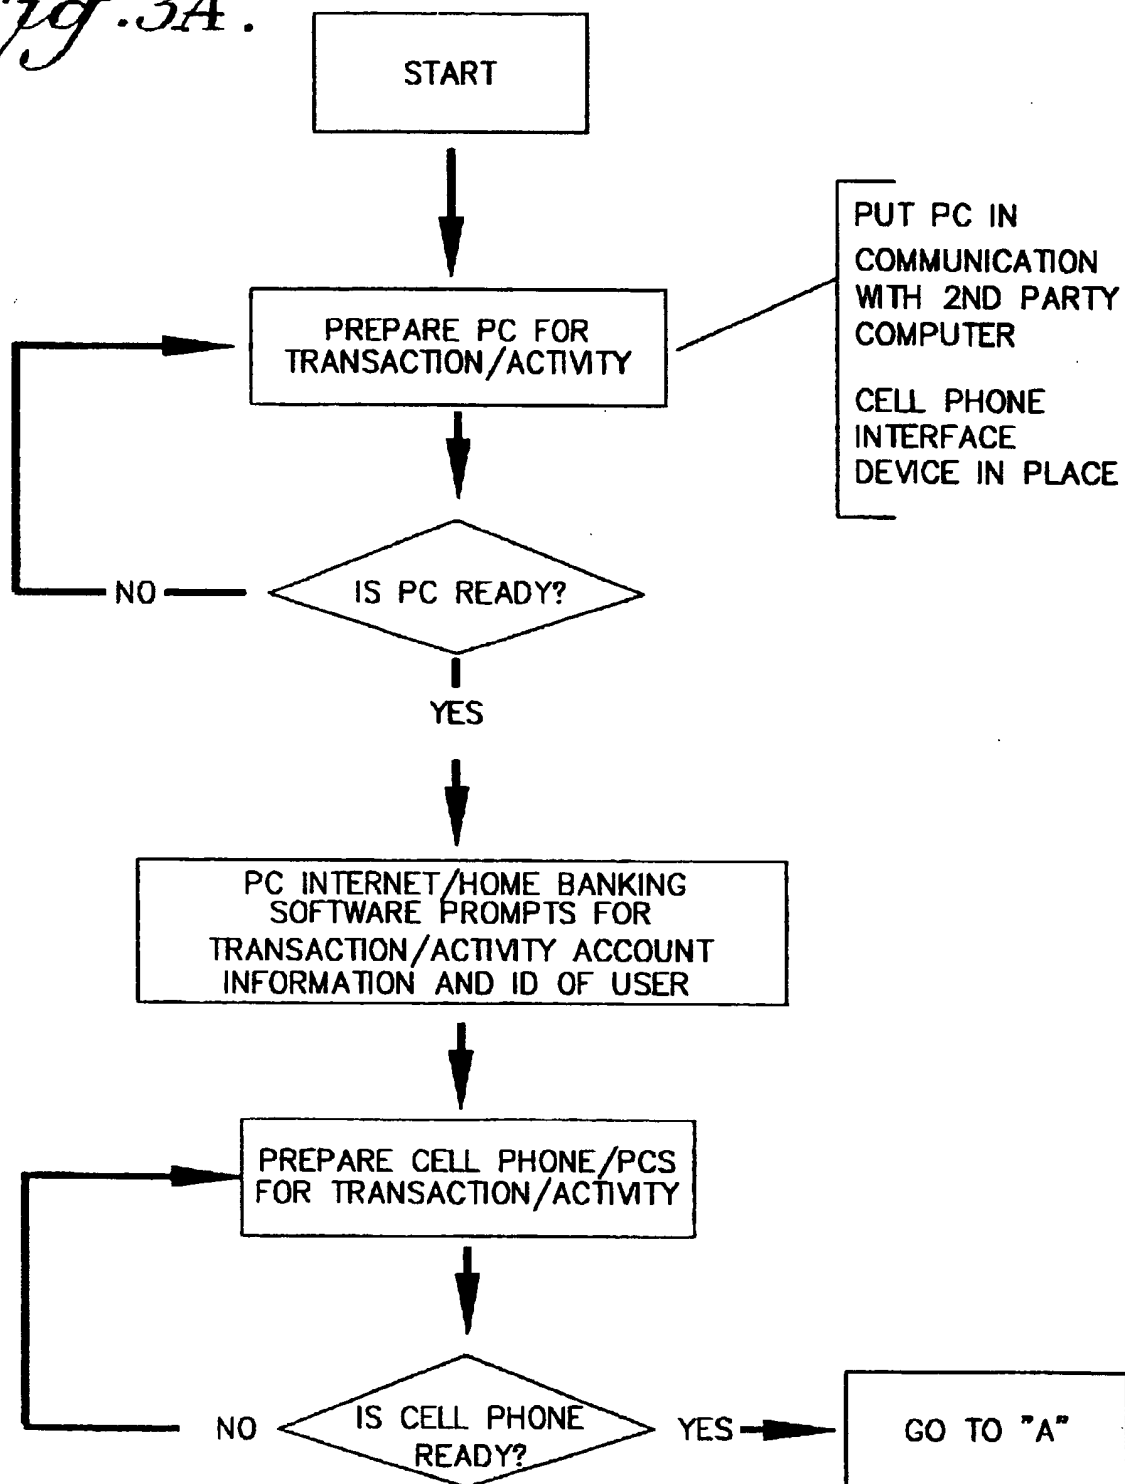 Fig.3A.
START
PUT PC IN
COMMUNICATION
WITH 2ND PARTY
COMPUTER
CELL PHONE
INTERFACE
DEVICE IN PLACE
PREPARE PC FOR
TRANSACTION/ACTIVITY
IS PC READY?
NO
YES
PC INTERNET/HOME BANKING
SOFTWARE PROMPTS FOR
TRANSACTION/ACTIVITY ACCOUNT
INFORMATION AND ID OF USER
PREPARE CELL PHONE/PCS
FOR TRANSACTION/ACTIVITY
IS CELL PHONE
READY?
NO
YES
GO TO "A"